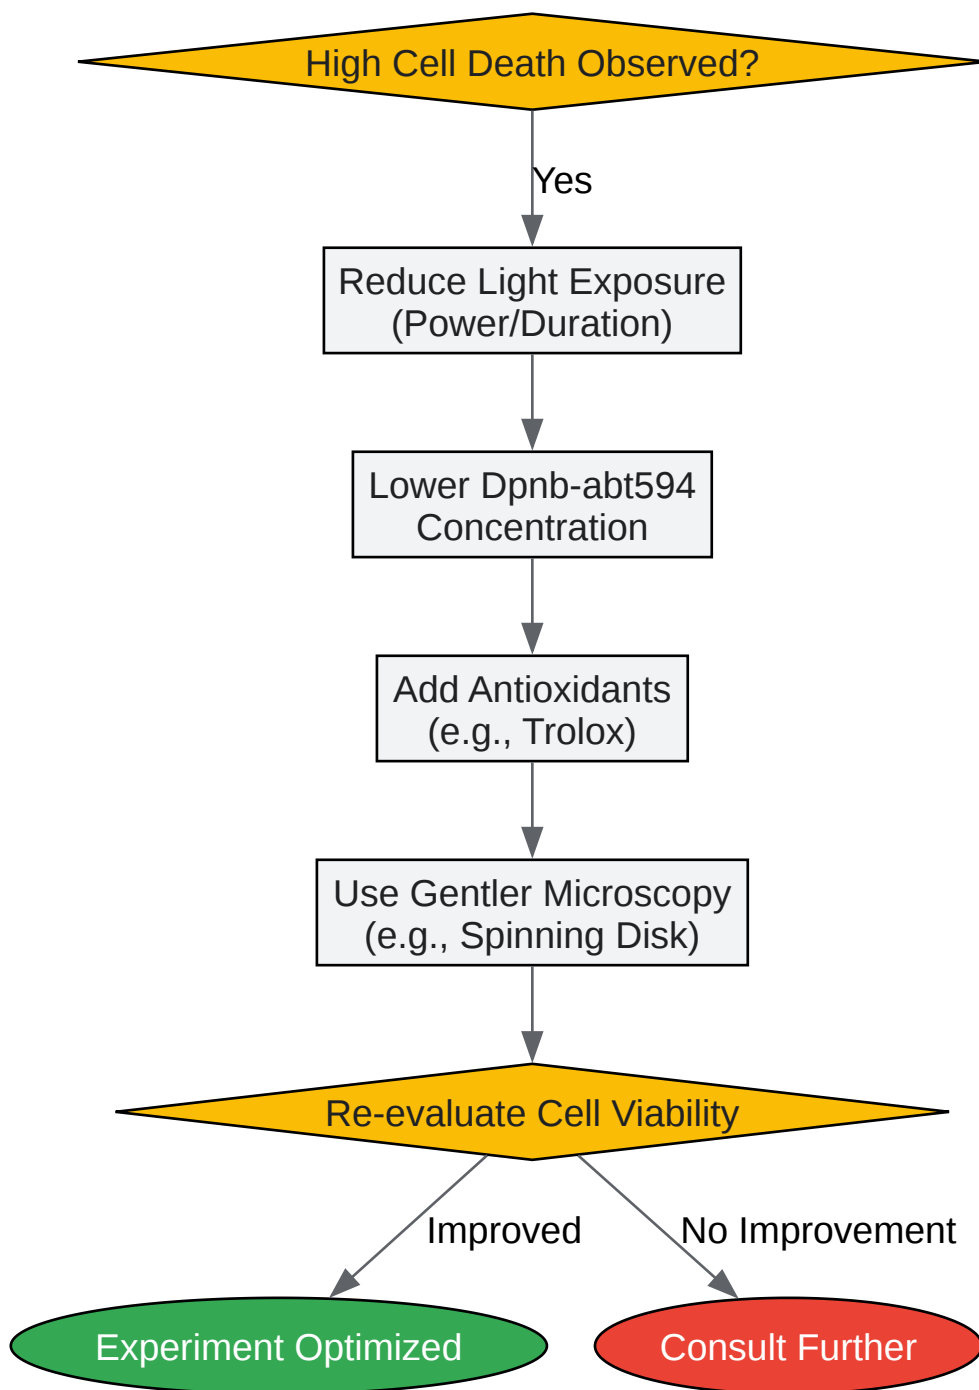 High Cell Death Observed?
Yes
Reduce Light Exposure
(Power/Duration)
Lower Dpnb-abt594
Concentration
Add Antioxidants
(e.g., Trolox)
Use Gentler Microscopy
(e.g., Spinning Disk)
Re-evaluate Cell Viability
Improved
No Improvement
Experiment Optimized
Consult Further